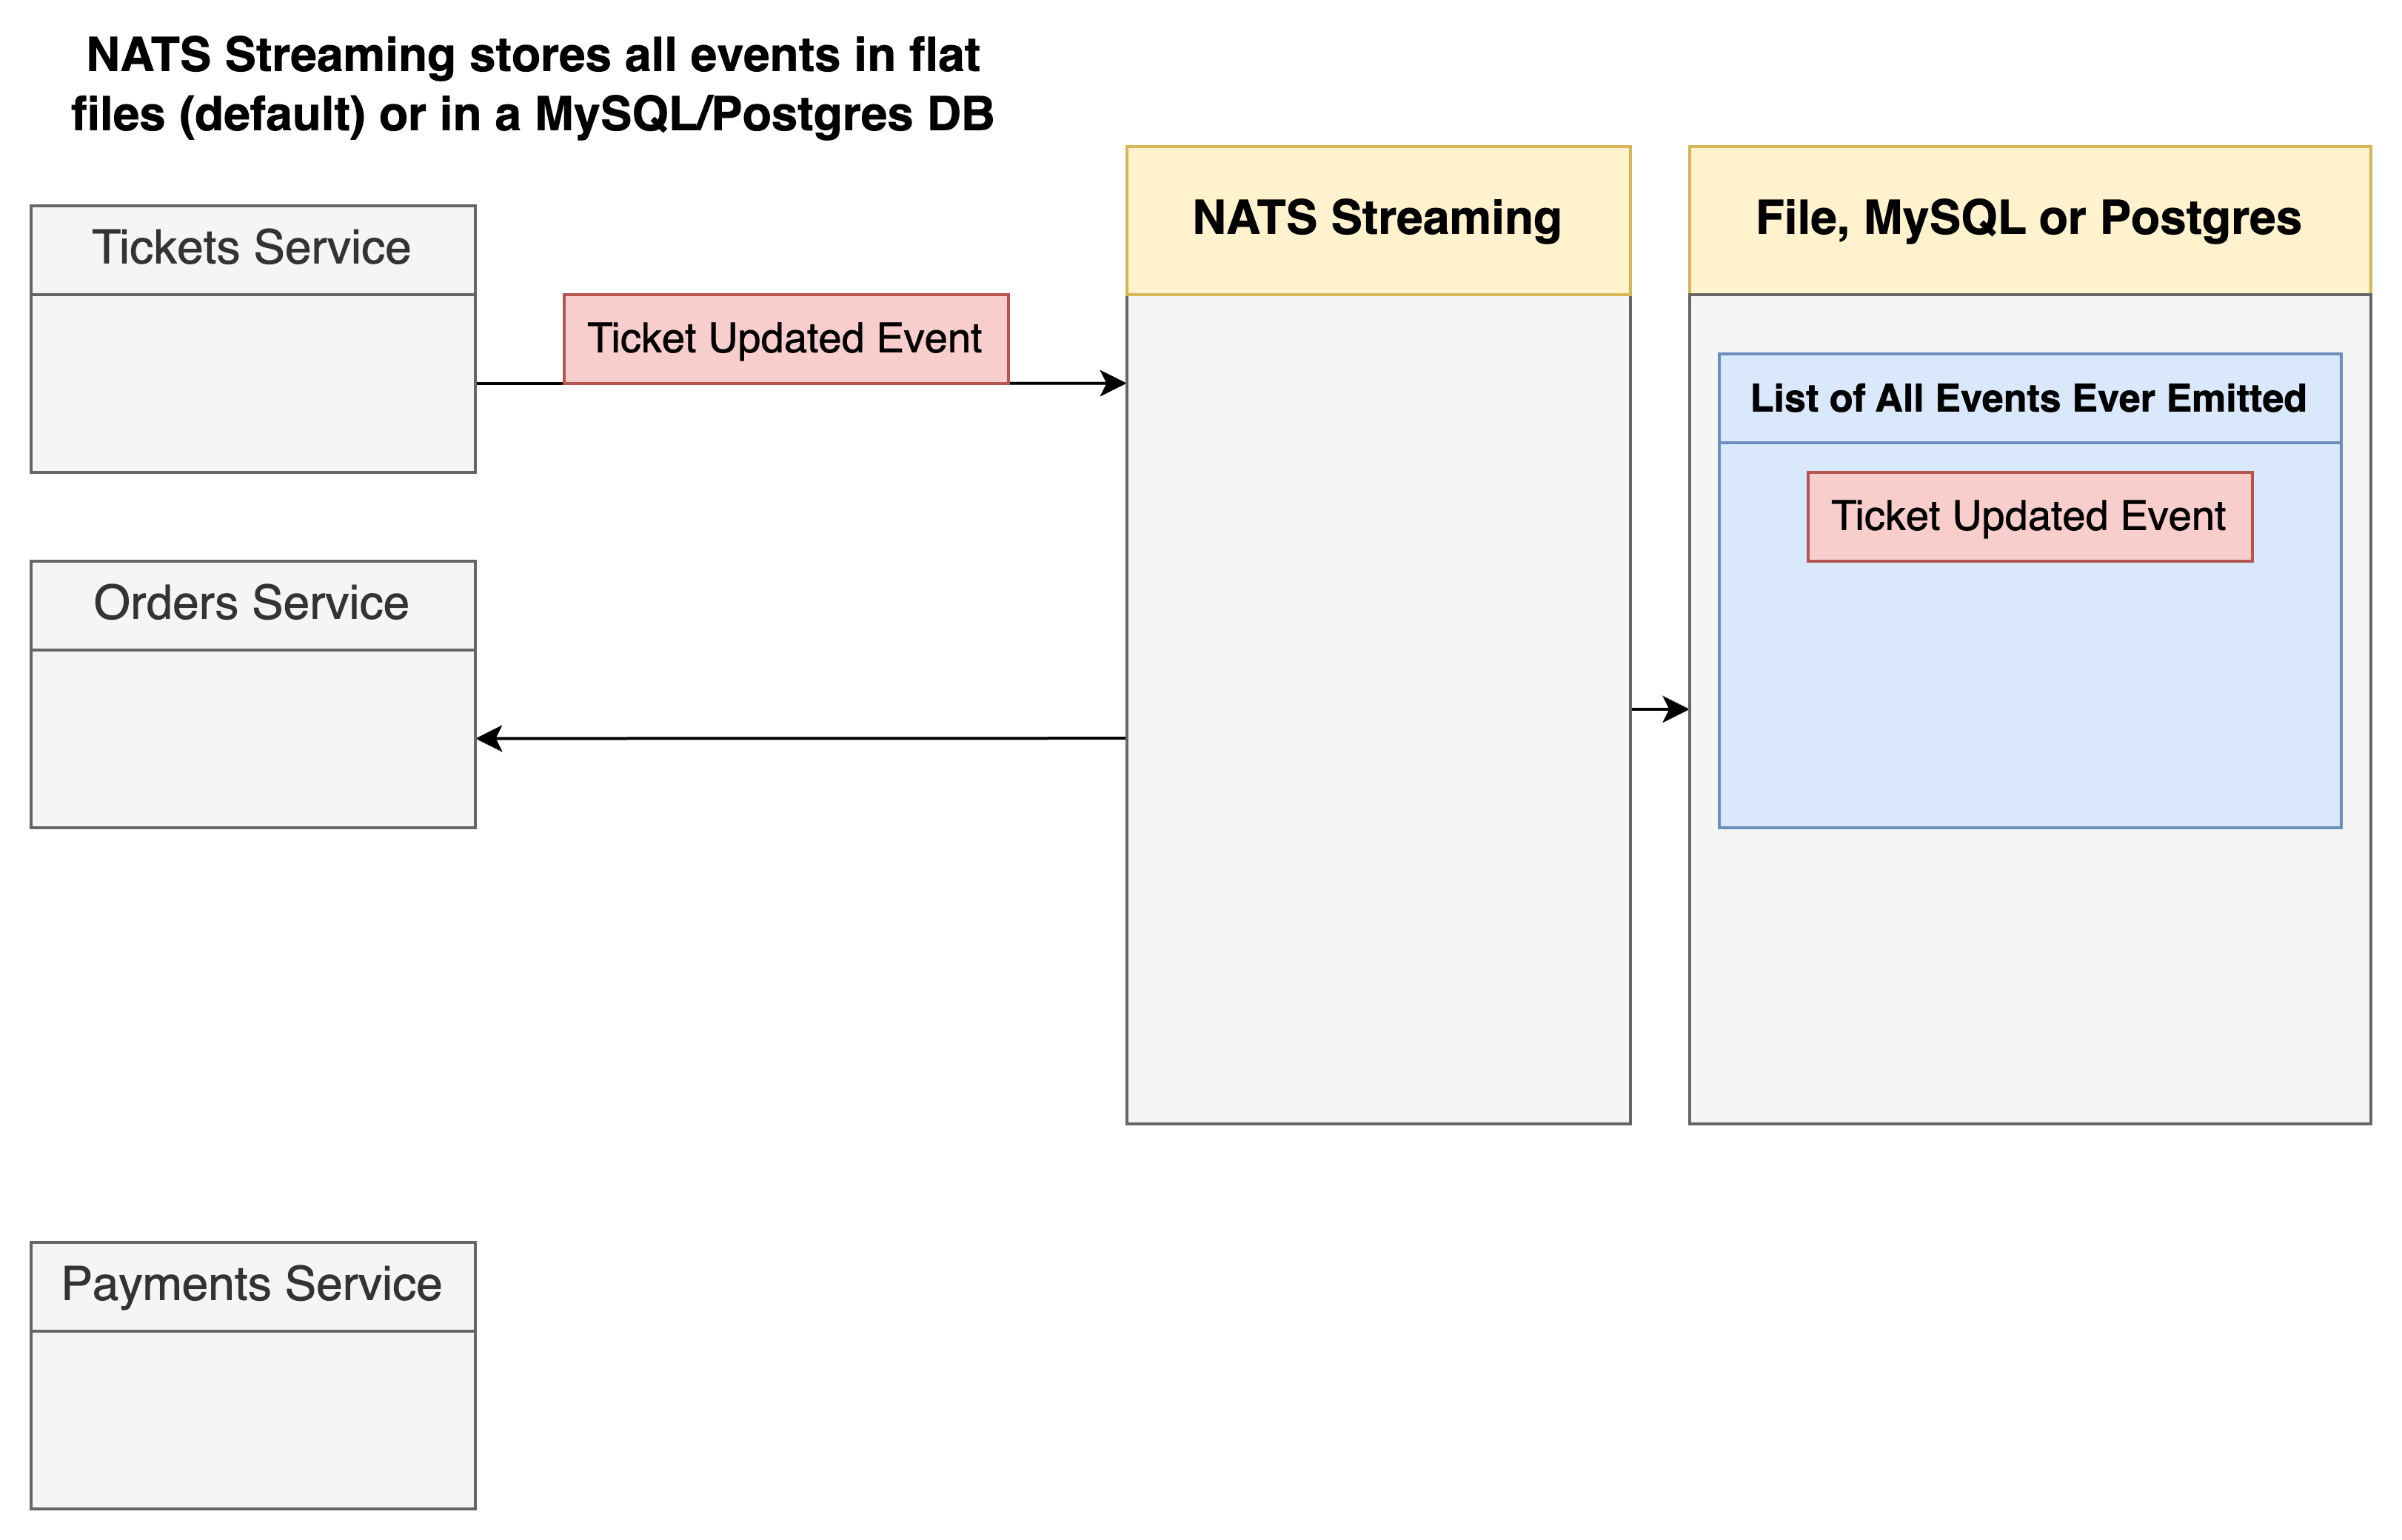 NATS Streaming stores all events in flat
files (default) or in a MySQL/Postgres DB
NATS Streaming
File, MySQL or Postgres
Tickets Service
Ticket Updated Event
List of All Events Ever Emitted
Ticket Updated Event
Orders Service
Payments Service